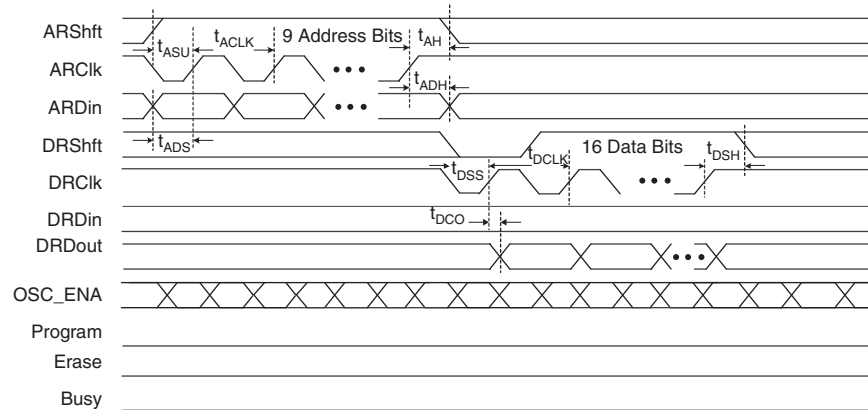 ARShft
tASU tACLK 9 Address Bits tAH
ARClk
tADH
ARDin
tADS
DRShft
16 Data Bits
tDSS tDCLK tDSH
DRClk
DRDin
tDCO
DRDout
OSC_ENA
Program
Erase
Busy